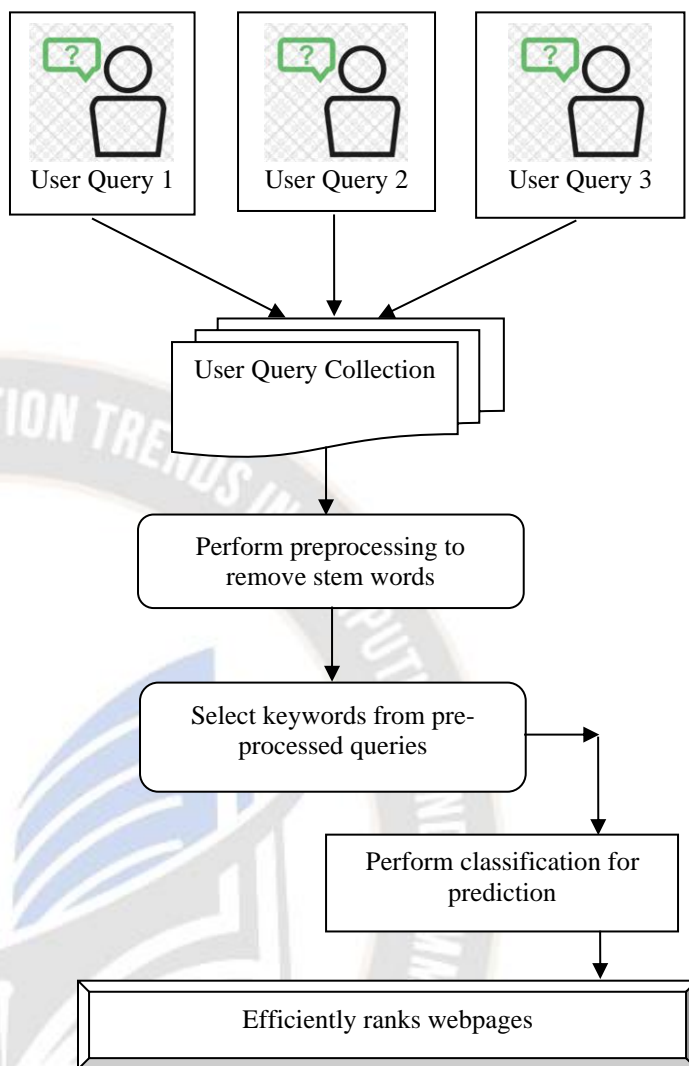 ?
?
?
User Query 1
User Query 2
User Query 3
User Query Collection
TION TRENDS IN
Perform preprocessing to
remove stem words
Select keywords from pre-
processed queries
Perform classification for
prediction
Efficiently ranks webpages